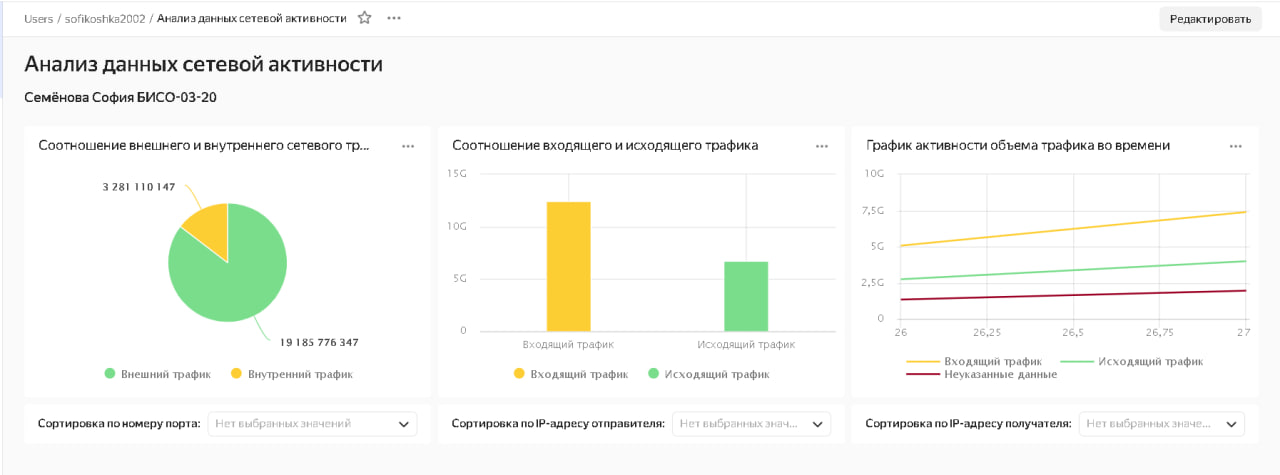 Users / sofikoshka2002 / Анализ данных сетевой активности
Редактировать
Анализ данных сетевой активности
Семёнова София БИСО-03-20
Соотношение внешнего и внутреннего сетевого тр...
3 281 110 147
19 185 776 347
Внешний трафик Внутренний трафик
Соотношение входящего и исходящего трафика
15G
10G
5G
0
Входящий трафик Исходящий трафик
Входящий трафик Исходящий трафик
График активности объема трафика во времени
10G
7,5G
5G
2,5G
0
26 26,25 26,5 26,75 27
Входящий трафик Исходящий трафик
Неуказанные данные
Сортировка по номеру порта: Нет выбранных значений
Сортировка по IP-адресу отправителя: Нет выбранных знач...
Сортировка по IP-адресу получателя: Нет выбранных значе...